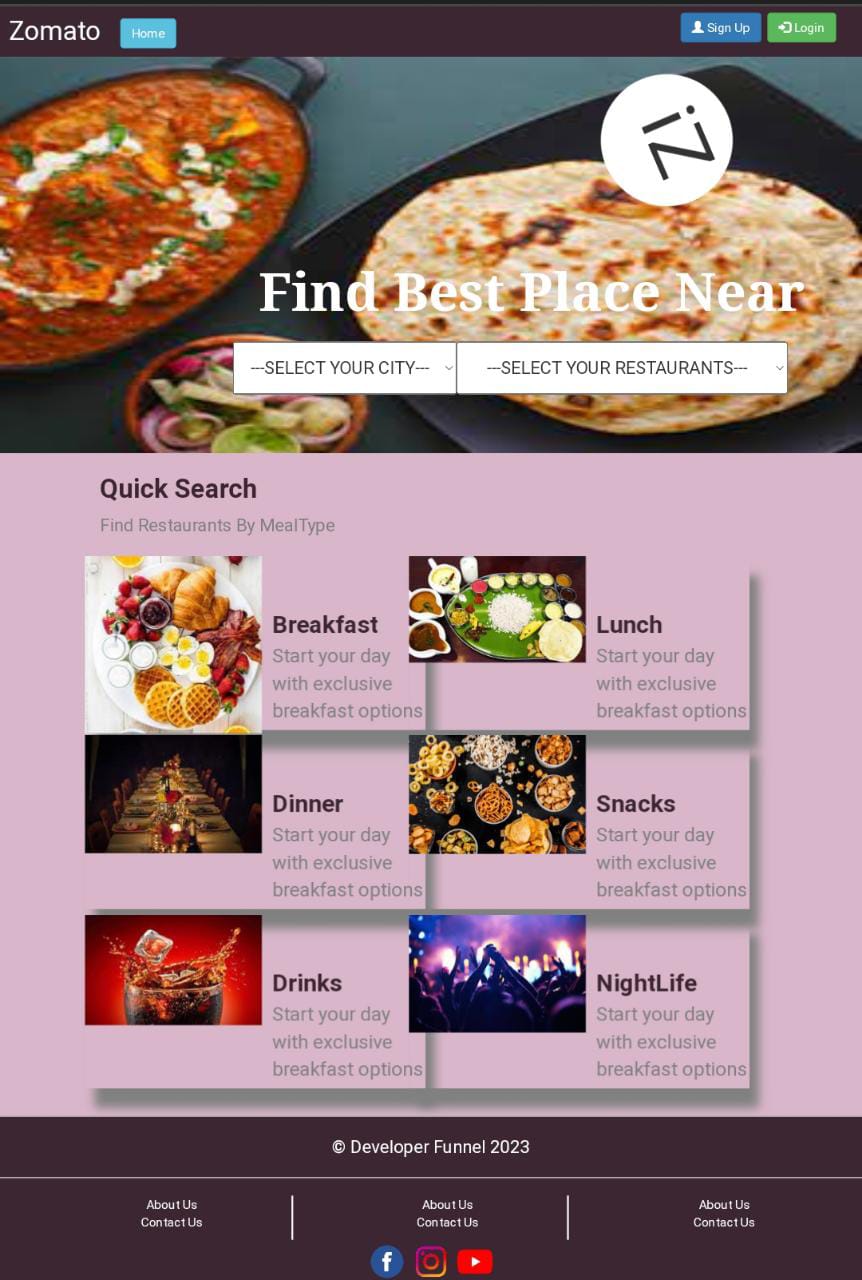 Zomato
Home
Sign Up
Login
Zi
Find Best Place Near
---SELECT YOUR CITY---
---SELECT YOUR RESTAURANTS---
Quick Search
Find Restaurants By MealType
Breakfast
Start your day
with exclusive
breakfast options
Lunch
Start your day
with exclusive
breakfast options
Dinner
Start your day
with exclusive
breakfast options
Snacks
Start your day
with exclusive
breakfast options
Drinks
Start your day
with exclusive
breakfast options
NightLife
Start your day
with exclusive
breakfast options
© Developer Funnel 2023
About Us
Contact Us
About Us
Contact Us
About Us
Contact Us